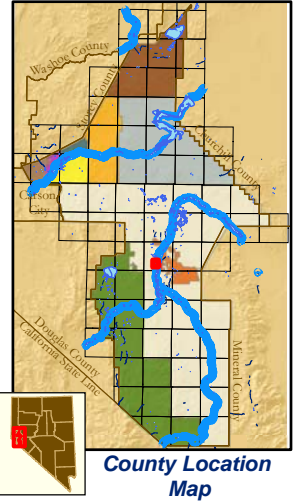 Washoe County
Storey County
Churchill County
Carson
City
Douglas County
California State Line
Mineral County
County Location
Map